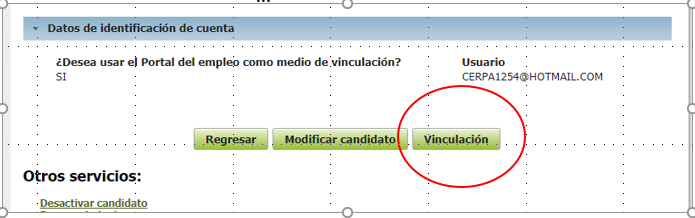 Datos de identificación de cuenta
¿Desea usar el Portal del empleo como medio de vinculación? Usuario
SI CERPA1254@HOTMAIL.COM
Regresar Modificar candidato Vinculación
Otros servicios:
Desactivar candidato